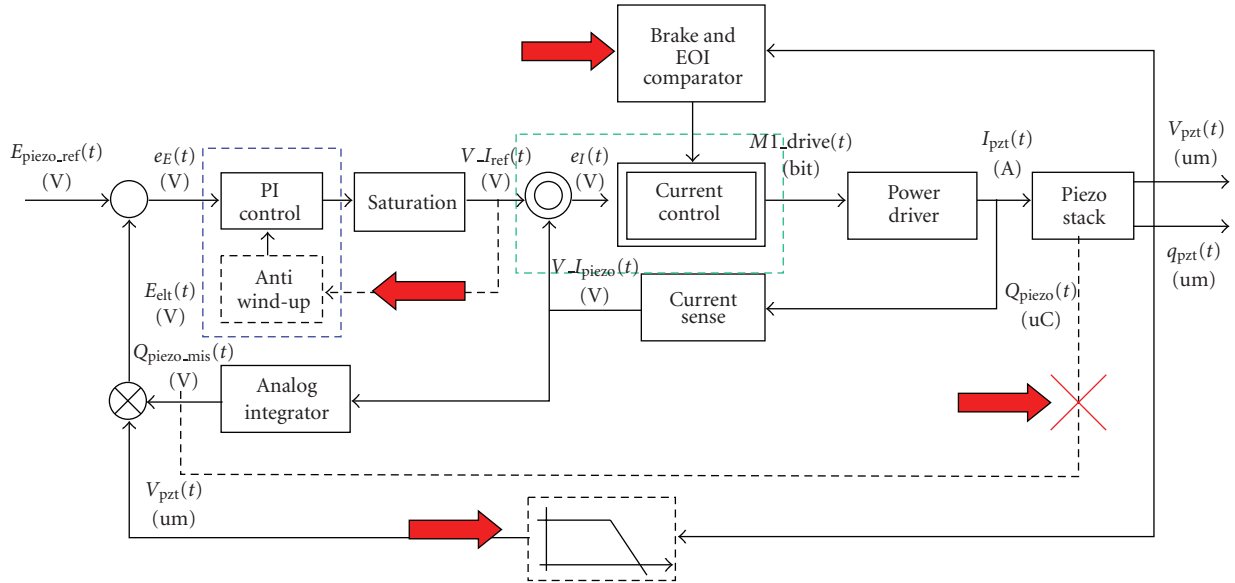 Brake and
EOI
comparator
E_piezo_ref(t)
(V)
e_E(t)
(V)
PI
control
Saturation
V_I_ref(t)
(V)
e_I(t)
(V)
Current
control
M1_drive(t)
(bit)
Power
driver
I_pzt(t)
(A)
Piezo
stack
V_pzt(t)
(um)
q_pzt(t)
(um)
Anti
wind-up
E_elt(t)
(V)
V_I_piezo(t)
(V)
Current
sense
Q_piezo(t)
(uC)
Q_piezo_mis(t)
(V)
Analog
integrator
V_pzt(t)
(um)